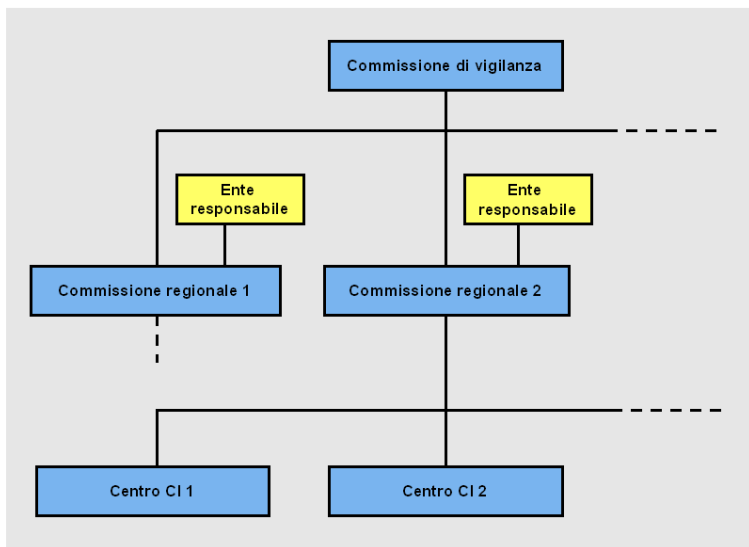 Commissione di vigilanza
Ente
responsabile
Ente
responsabile
Commissione regionale 1
Commissione regionale 2
Centro CI 1
Centro CI 2